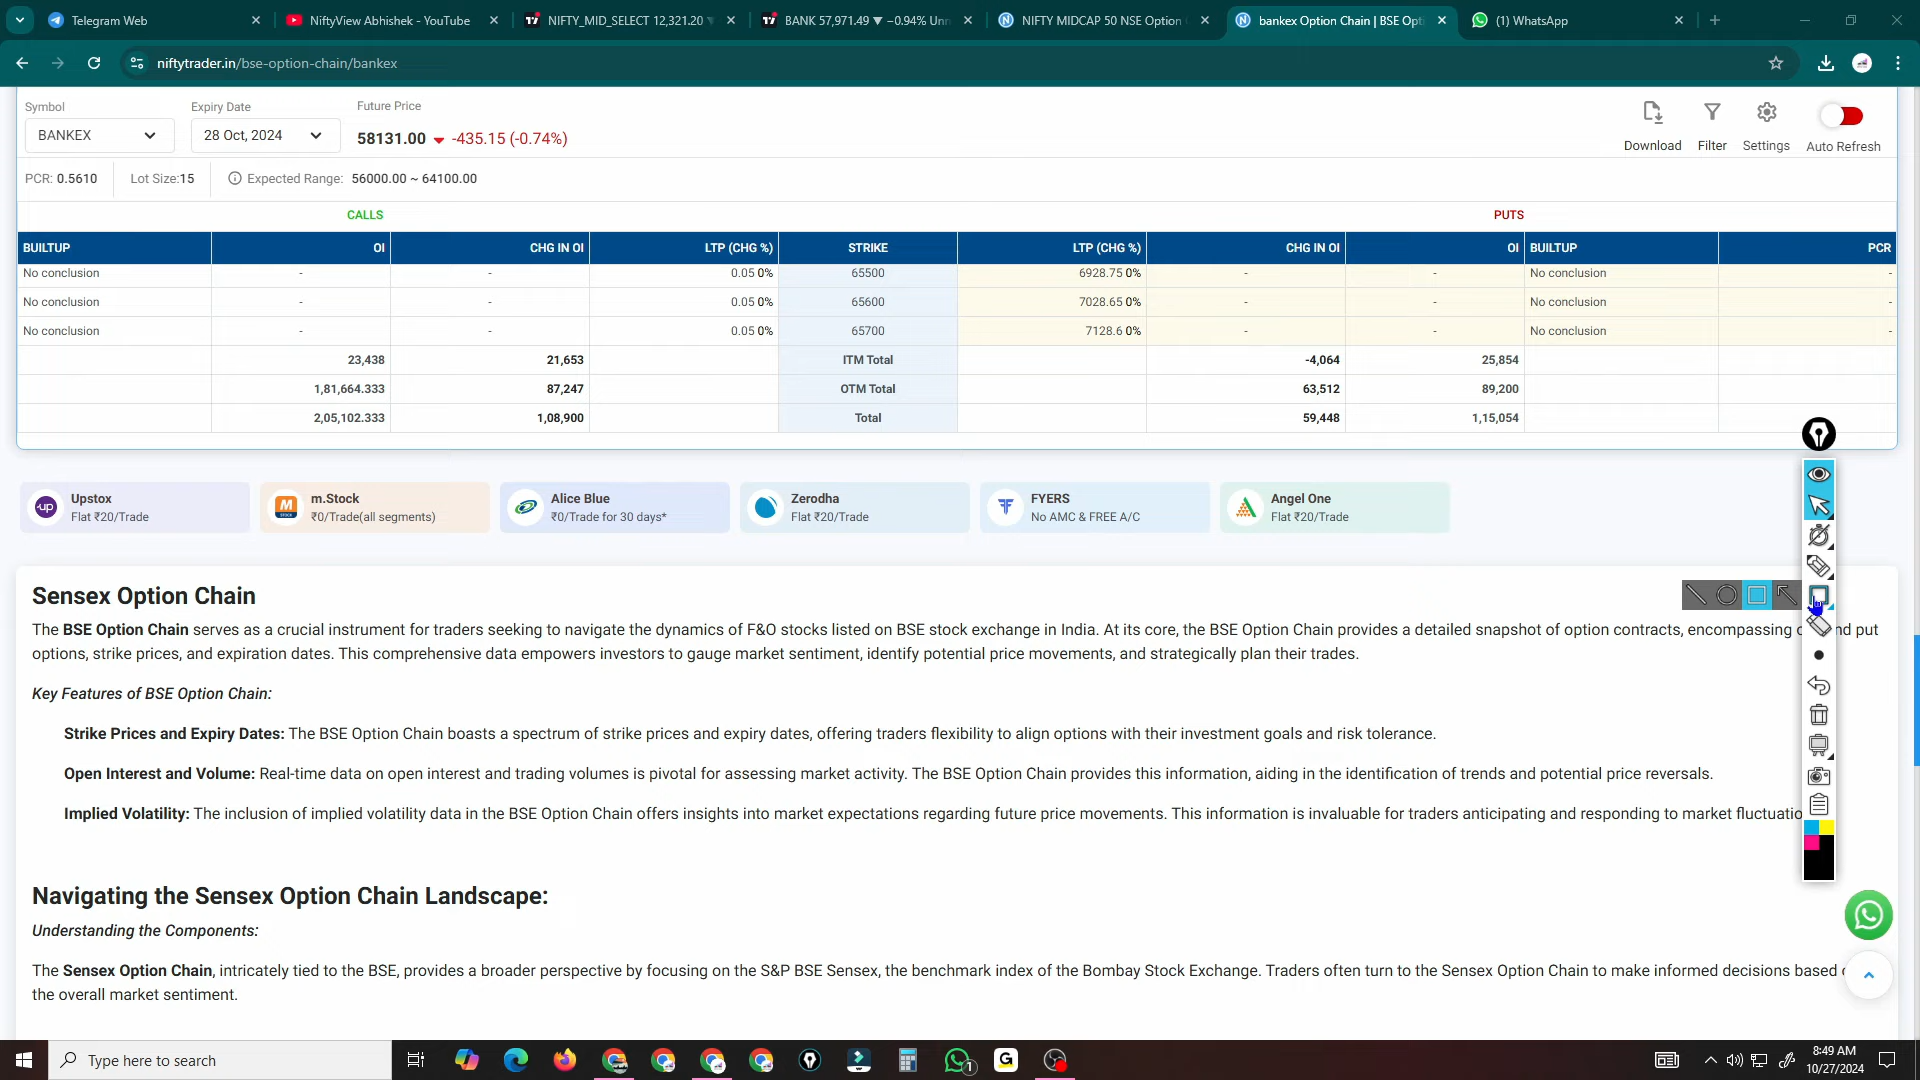 Telegram Web
NiftyView Abhishek - YouTube
NIFTY_MID_SELECT 12,321.20
BANK 57,971.49 ▼ −0.94% Unn
NIFTY MIDCAP 50 NSE Option
bankex Option Chain | BSE Opti
(1) WhatsApp
niftytrader.in/bse-option-chain/bankex
Symbol
Expiry Date
Future Price
BANKEX
28 Oct, 2024
58131.00 -435.15 (-0.74%)
Download
Filter
Settings
Auto Refresh
PCR: 0.5610
Lot Size:15
Expected Range: 56000.00 ~ 64100.00
CALLS
PUTS
BUILTUP OI CHG IN OI LTP (CHG %) STRIKE LTP (CHG %) CHG IN OI OI BUILTUP PCR
No conclusion - - 0.05 0% 65500 6928.75 0% - - No conclusion -
No conclusion - - 0.05 0% 65600 7028.65 0% - - No conclusion -
No conclusion - - 0.05 0% 65700 7128.6 0% - - No conclusion -
23,438 21,653 ITM Total -4,064 25,854
1,81,664.333 87,247 OTM Total 63,512 89,200
2,05,102.333 1,08,900 Total 59,448 1,15,054
Upstox
Flat ₹20/Trade
m.Stock
₹0/Trade(all segments)
Alice Blue
₹0/Trade for 30 days*
Zerodha
Flat ₹20/Trade
FYERS
No AMC & FREE A/C
Angel One
Flat ₹20/Trade
Sensex Option Chain
The BSE Option Chain serves as a crucial instrument for traders seeking to navigate the dynamics of F&O stocks listed on BSE stock exchange in India. At its core, the BSE Option Chain provides a detailed snapshot of option contracts, encompassing put
options, strike prices, and expiration dates. This comprehensive data empowers investors to gauge market sentiment, identify potential price movements, and strategically plan their trades.
Key Features of BSE Option Chain:
Strike Prices and Expiry Dates: The BSE Option Chain boasts a spectrum of strike prices and expiry dates, offering traders flexibility to align options with their investment goals and risk tolerance.
Open Interest and Volume: Real-time data on open interest and trading volumes is pivotal for assessing market activity. The BSE Option Chain provides this information, aiding in the identification of trends and potential price reversals.
Implied Volatility: The inclusion of implied volatility data in the BSE Option Chain offers insights into market expectations regarding future price movements. This information is invaluable for traders anticipating and responding to market fluctuatio
Navigating the Sensex Option Chain Landscape:
Understanding the Components:
The Sensex Option Chain, intricately tied to the BSE, provides a broader perspective by focusing on the S&P BSE Sensex, the benchmark index of the Bombay Stock Exchange. Traders often turn to the Sensex Option Chain to make informed decisions based
the overall market sentiment.
Type here to search
8:49 AM
10/27/2024